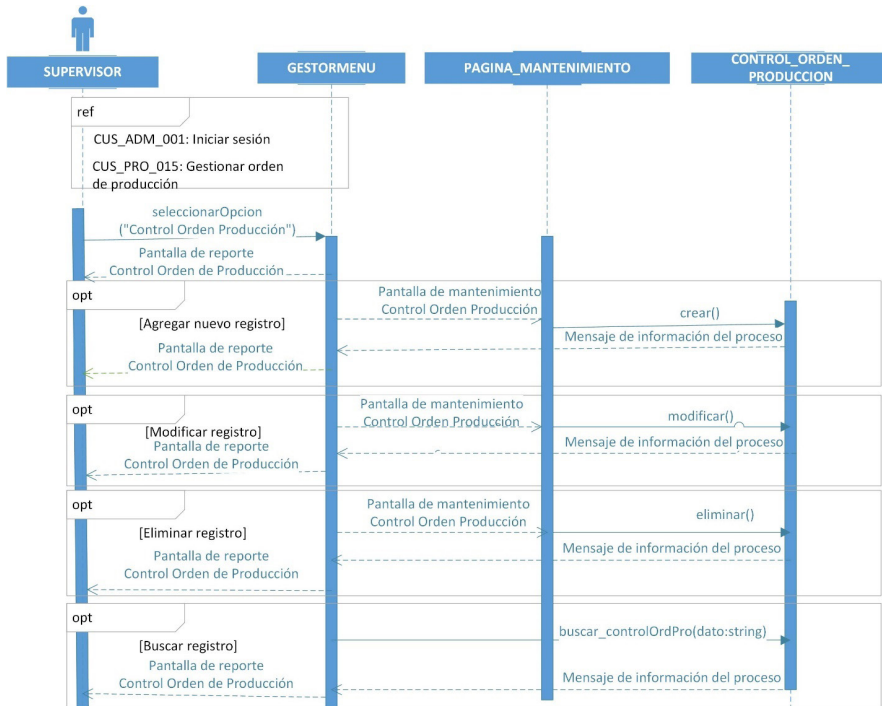 SUPERVISOR
GESTORMENU
PAGINA_MANTENIMIENTO
CONTROL_ORDEN_
PRODUCCION
ref
CUS_ADM_001: Iniciar sesión
CUS_PRO_015: Gestionar orden
de producción
seleccionarOpcion
("Control Orden Producción")
Pantalla de reporte
Control Orden de Producción
opt
[Agregar nuevo registro]
Pantalla de mantenimiento
Control Orden Producción
crear()
Mensaje de información del proceso
Pantalla de reporte
Control Orden de Producción
opt
[Modificar registro]
Pantalla de mantenimiento
Control Orden Producción
modificar()
Mensaje de información del proceso
Pantalla de reporte
Control Orden de Producción
opt
[Eliminar registro]
Pantalla de mantenimiento
Control Orden Producción
eliminar()
Mensaje de información del proceso
Pantalla de reporte
Control Orden de Producción
opt
[Buscar registro]
buscar_controlOrdPro(dato:string)
Mensaje de información del proceso
Pantalla de reporte
Control Orden de Producción